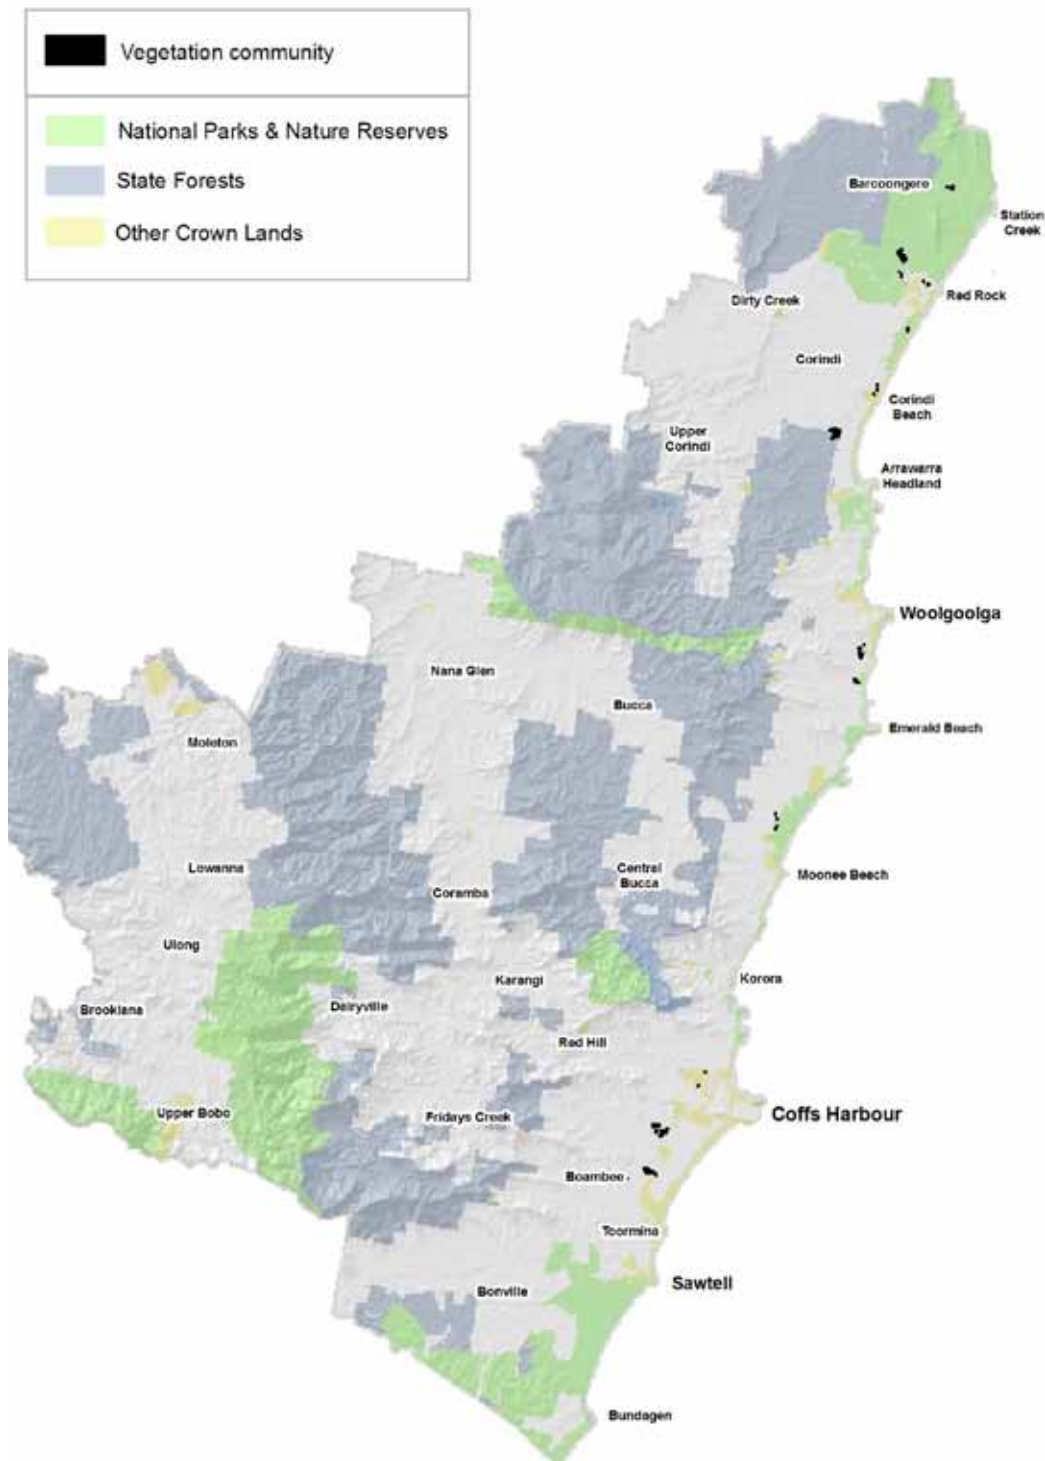 Vegetation community
National Parks & Nature Reserves
State Forests
Other Crown Lands
Barcoongere
Station
Creek
Red Rock
Dirty Creek
Corindi
Corindi
Beach
Upper
Corindi
Arrawarra
Headland
Woolgoolga
Nana Glen
Bucca
Emerald Beach
Moleton
Lowanna
Central
Bucca
Moonee Beach
Coramba
Ulong
Karangi
Korora
Brooklana
Dairyville
Red Hill
Upper Bobo
Fridays Creek
Coffs Harbour
Boambee
Toormina
Sawtell
Bonville
Bundagen